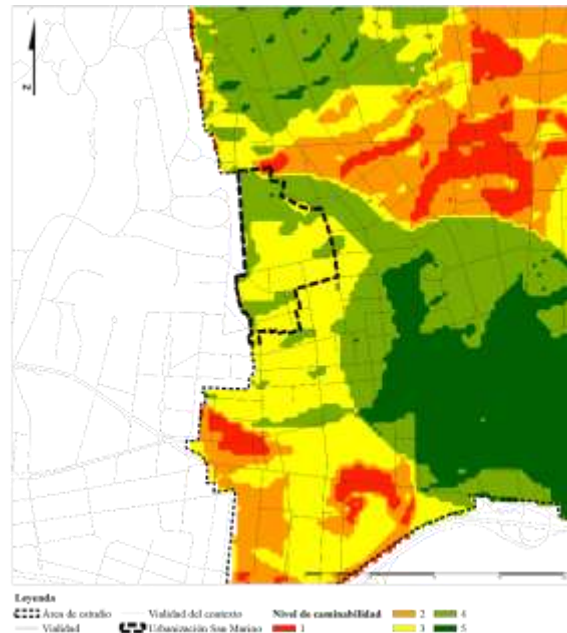 N
Leyenda
Área de estudio Vialidad del contexto Nivel de caminabilidad 2 4
Vialidad Urbanización San Marino 1 3 5